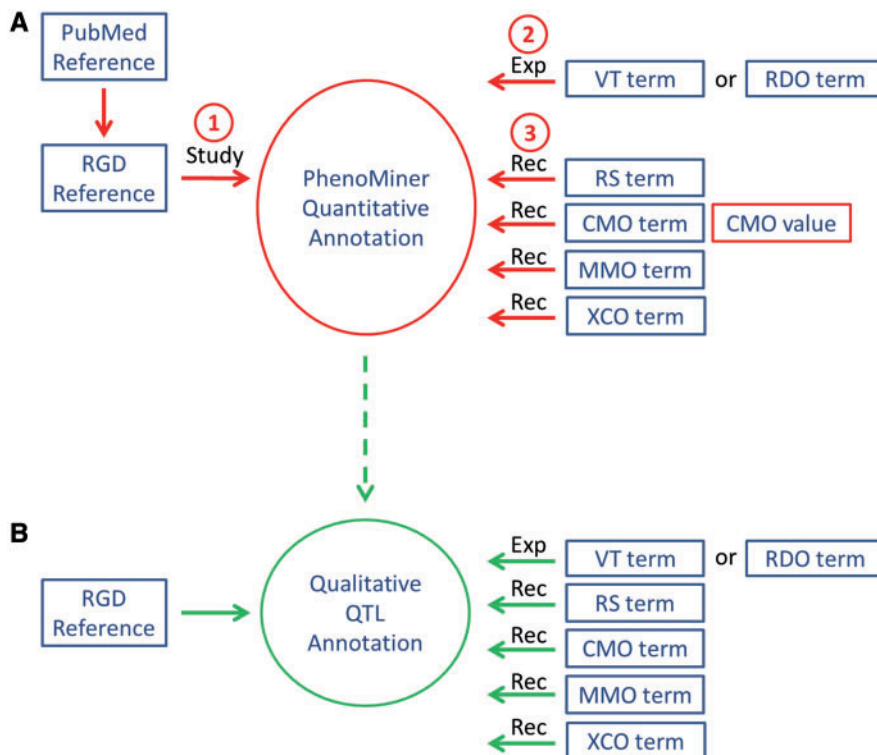 A
PubMed
Reference
RGD
Reference
1
Study
PhenoMiner
Quantitative
Annotation
2
Exp
VT term
or
RDO term
3
Rec
RS term
Rec
CMO term
CMO value
Rec
MMO term
Rec
XCO term
B
RGD
Reference
Qualitative
QTL
Annotation
Exp
VT term
or
RDO term
Rec
RS term
Rec
CMO term
Rec
MMO term
Rec
XCO term